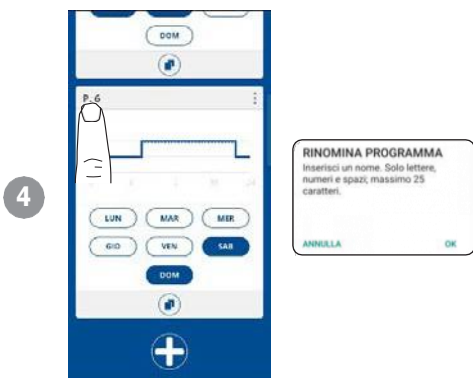 DOM
P. 6
4
LUN MAR MER
GIO VEN SAB
DOM
RINOMINA PROGRAMMA
Inserisci un nome. Solo lettere,
numeri e spazi; massimo 25
caratteri.
ANNULLA OK